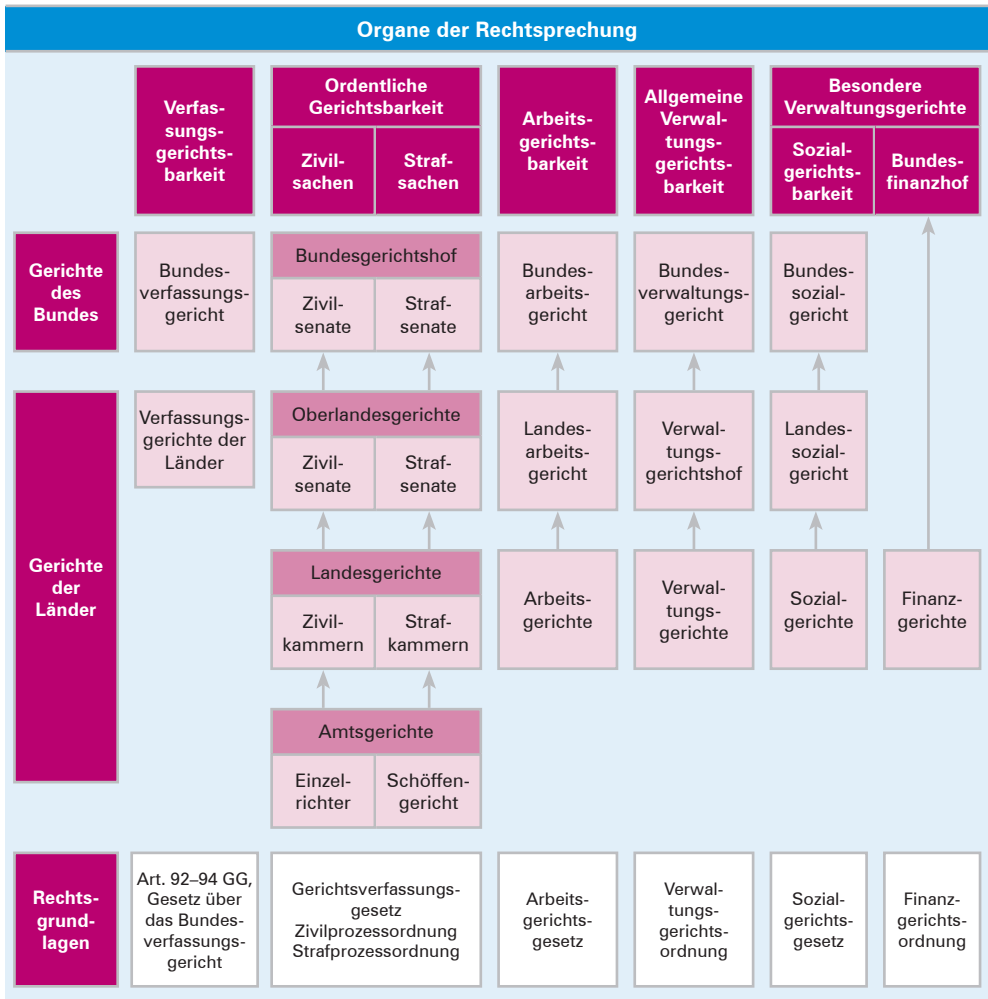 Organe der Rechtsprechung
Verfas-
sungs-
gerichts-
barkeit
Ordentliche
Gerichtsbarkeit
Zivil-
sachen
Straf-
sachen
Arbeits-
gerichts-
barkeit
Allgemeine
Verwal-
tungs-
gerichts-
barkeit
Besondere
Verwaltungsgerichte
Sozial-
gerichts-
barkeit
Bundes-
finanzhof
Gerichte
des
Bundes
Bundes-
verfassungs-
gericht
Bundesgerichtshof
Zivil-
senate
Straf-
senate
Bundes-
arbeits-
gericht
Bundes-
verwaltungs-
gericht
Bundes-
sozial-
gericht
Gerichte
der
Länder
Verfassungs-
gerichte der
Länder
Oberlandesgerichte
Zivil-
senate
Straf-
senate
Landes-
arbeits-
gericht
Verwal-
tungs-
gerichtshof
Landes-
sozial-
gericht
Landesgerichte
Zivil-
kammern
Straf-
kammern
Arbeits-
gerichte
Verwal-
tungs-
gerichte
Sozial-
gerichte
Finanz-
gerichte
Amtsgerichte
Einzel-
richter
Schöffen-
gericht
Rechts-
grund-
lagen
Art. 92–94 GG,
Gesetz über
das Bundes-
verfassungs-
gericht
Gerichtsverfassungs-
gesetz
Zivilprozessordnung
Strafprozessordnung
Arbeits-
gerichts-
gesetz
Verwal-
tungs-
gerichts-
ordnung
Sozial-
gerichts-
gesetz
Finanz-
gerichts-
ordnung